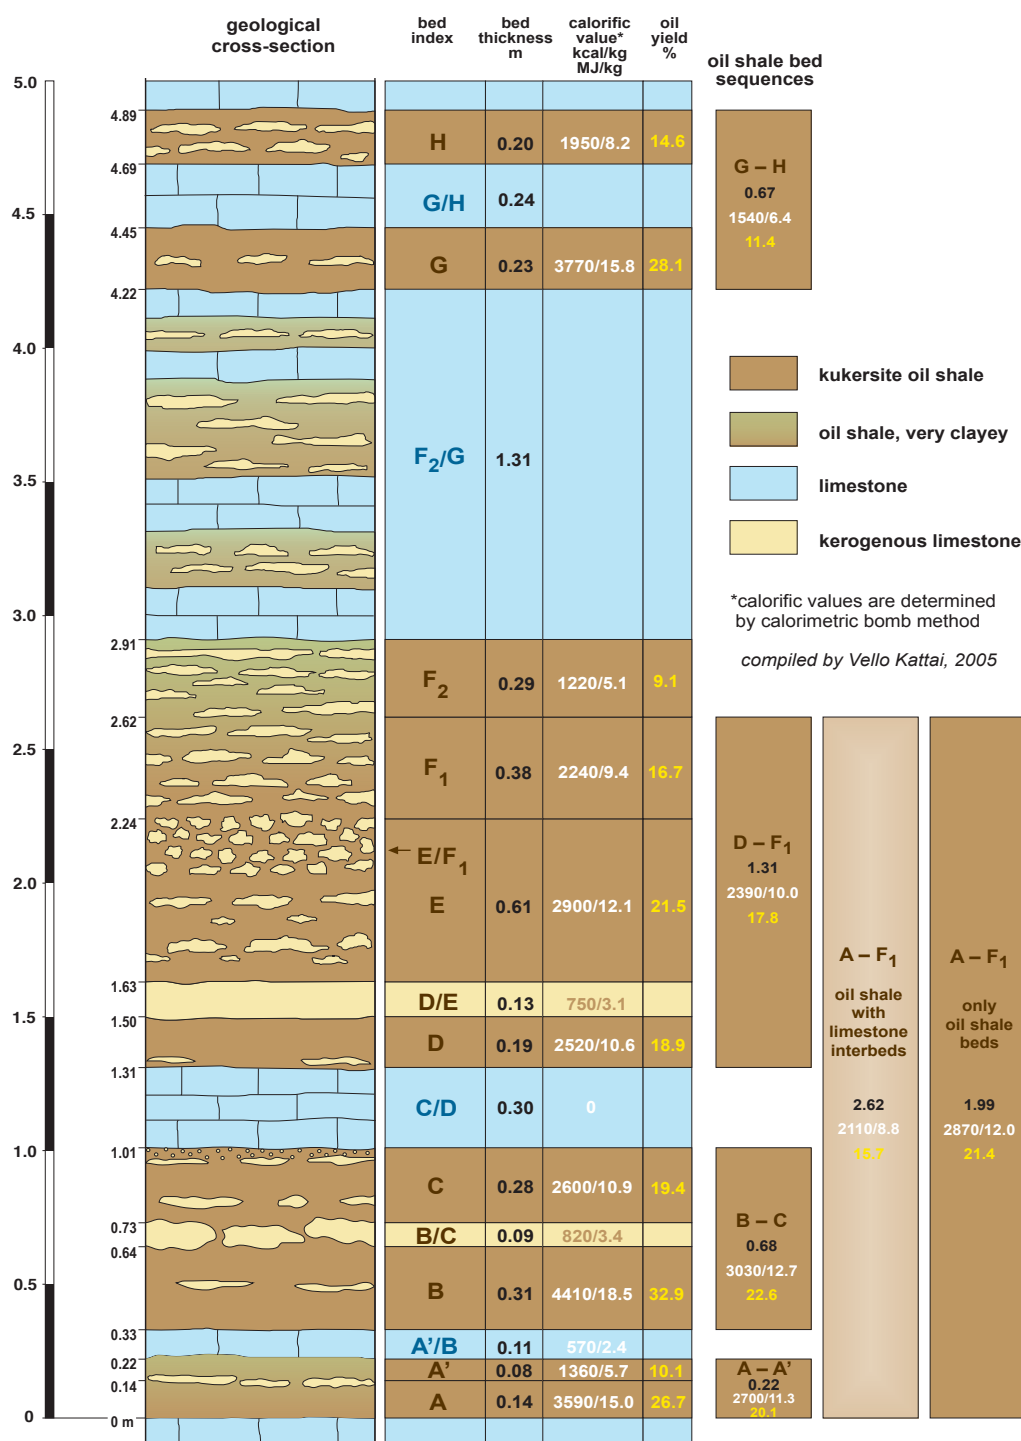 geological
cross-section
bed
index
bed
thickness
m
calorific
value*
kcal/kg
MJ/kg
oil
yield
%
oil shale bed
sequences
5.0
4.5
4.0
3.5
3.0
2.5
2.0
1.5
1.0
0.5
0
4.89
4.69
4.45
4.22
2.91
2.62
2.24
1.63
1.50
1.31
1.01
0.73
0.64
0.33
0.22
0.14
0 m
H 0.20 1950/8.2 14.6
G/H 0.24
G 0.23 3770/15.8 28.1
F2/G 1.31
F2 0.29 1220/5.1 9.1
F1 0.38 2240/9.4 16.7
E/F1
E 0.61 2900/12.1 21.5
D/E 0.13 750/3.1
D 0.19 2520/10.6 18.9
C/D 0.30 0
C 0.28 2600/10.9 19.4
B/C 0.09 820/3.4
B 0.31 4410/18.5 32.9
A'/B 0.11 570/2.4
A' 0.08 1360/5.7 10.1
A 0.14 3590/15.0 26.7
G – H
0.67
1540/6.4
11.4
kukersite oil shale
oil shale, very clayey
limestone
kerogenous limestone
*calorific values are determined
by calorimetric bomb method
compiled by Vello Kattai, 2005
D – F1
1.31
2390/10.0
17.8
B – C
0.68
3030/12.7
22.6
A – A'
0.22
2700/11.3
20.1
A – F1
oil shale
with
limestone
interbeds
2.62
2110/8.8
15.7
A – F1
only
oil shale
beds
1.99
2870/12.0
21.4